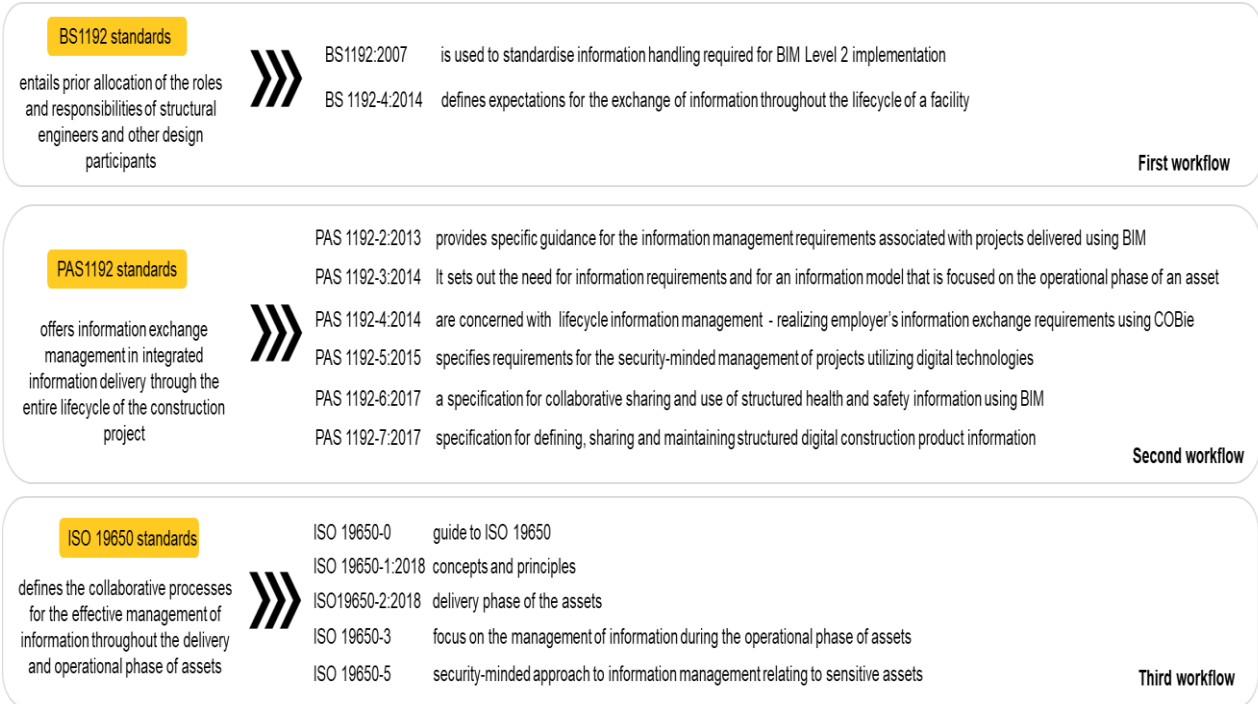 BS1192 standards
entails prior allocation of the roles
and responsibilities of structural
engineers and other design
participants
BS1192:2007 is used to standardise information handling required for BIM Level 2 implementation
BS 1192-4:2014 defines expectations for the exchange of information throughout the lifecycle of a facility
First workflow
PAS1192 standards
offers information exchange
management in integrated
information delivery through the
entire lifecycle of the construction
project
PAS 1192-2:2013 provides specific guidance for the information management requirements associated with projects delivered using BIM
PAS 1192-3:2014 It sets out the need for information requirements and for an information model that is focused on the operational phase of an asset
PAS 1192-4:2014 are concerned with lifecycle information management - realizing employer's information exchange requirements using COBie
PAS 1192-5:2015 specifies requirements for the security-minded management of projects utilizing digital technologies
PAS 1192-6:2017 a specification for collaborative sharing and use of structured health and safety information using BIM
PAS 1192-7:2017 specification for defining, sharing and maintaining structured digital construction product information
Second workflow
ISO 19650 standards
defines the collaborative processes
for the effective management of
information throughout the delivery
and operational phase of assets
ISO 19650-0 guide to ISO 19650
ISO 19650-1:2018 concepts and principles
ISO19650-2:2018 delivery phase of the assets
ISO 19650-3 focus on the management of information during the operational phase of assets
ISO 19650-5 security-minded approach to information management relating to sensitive assets
Third workflow